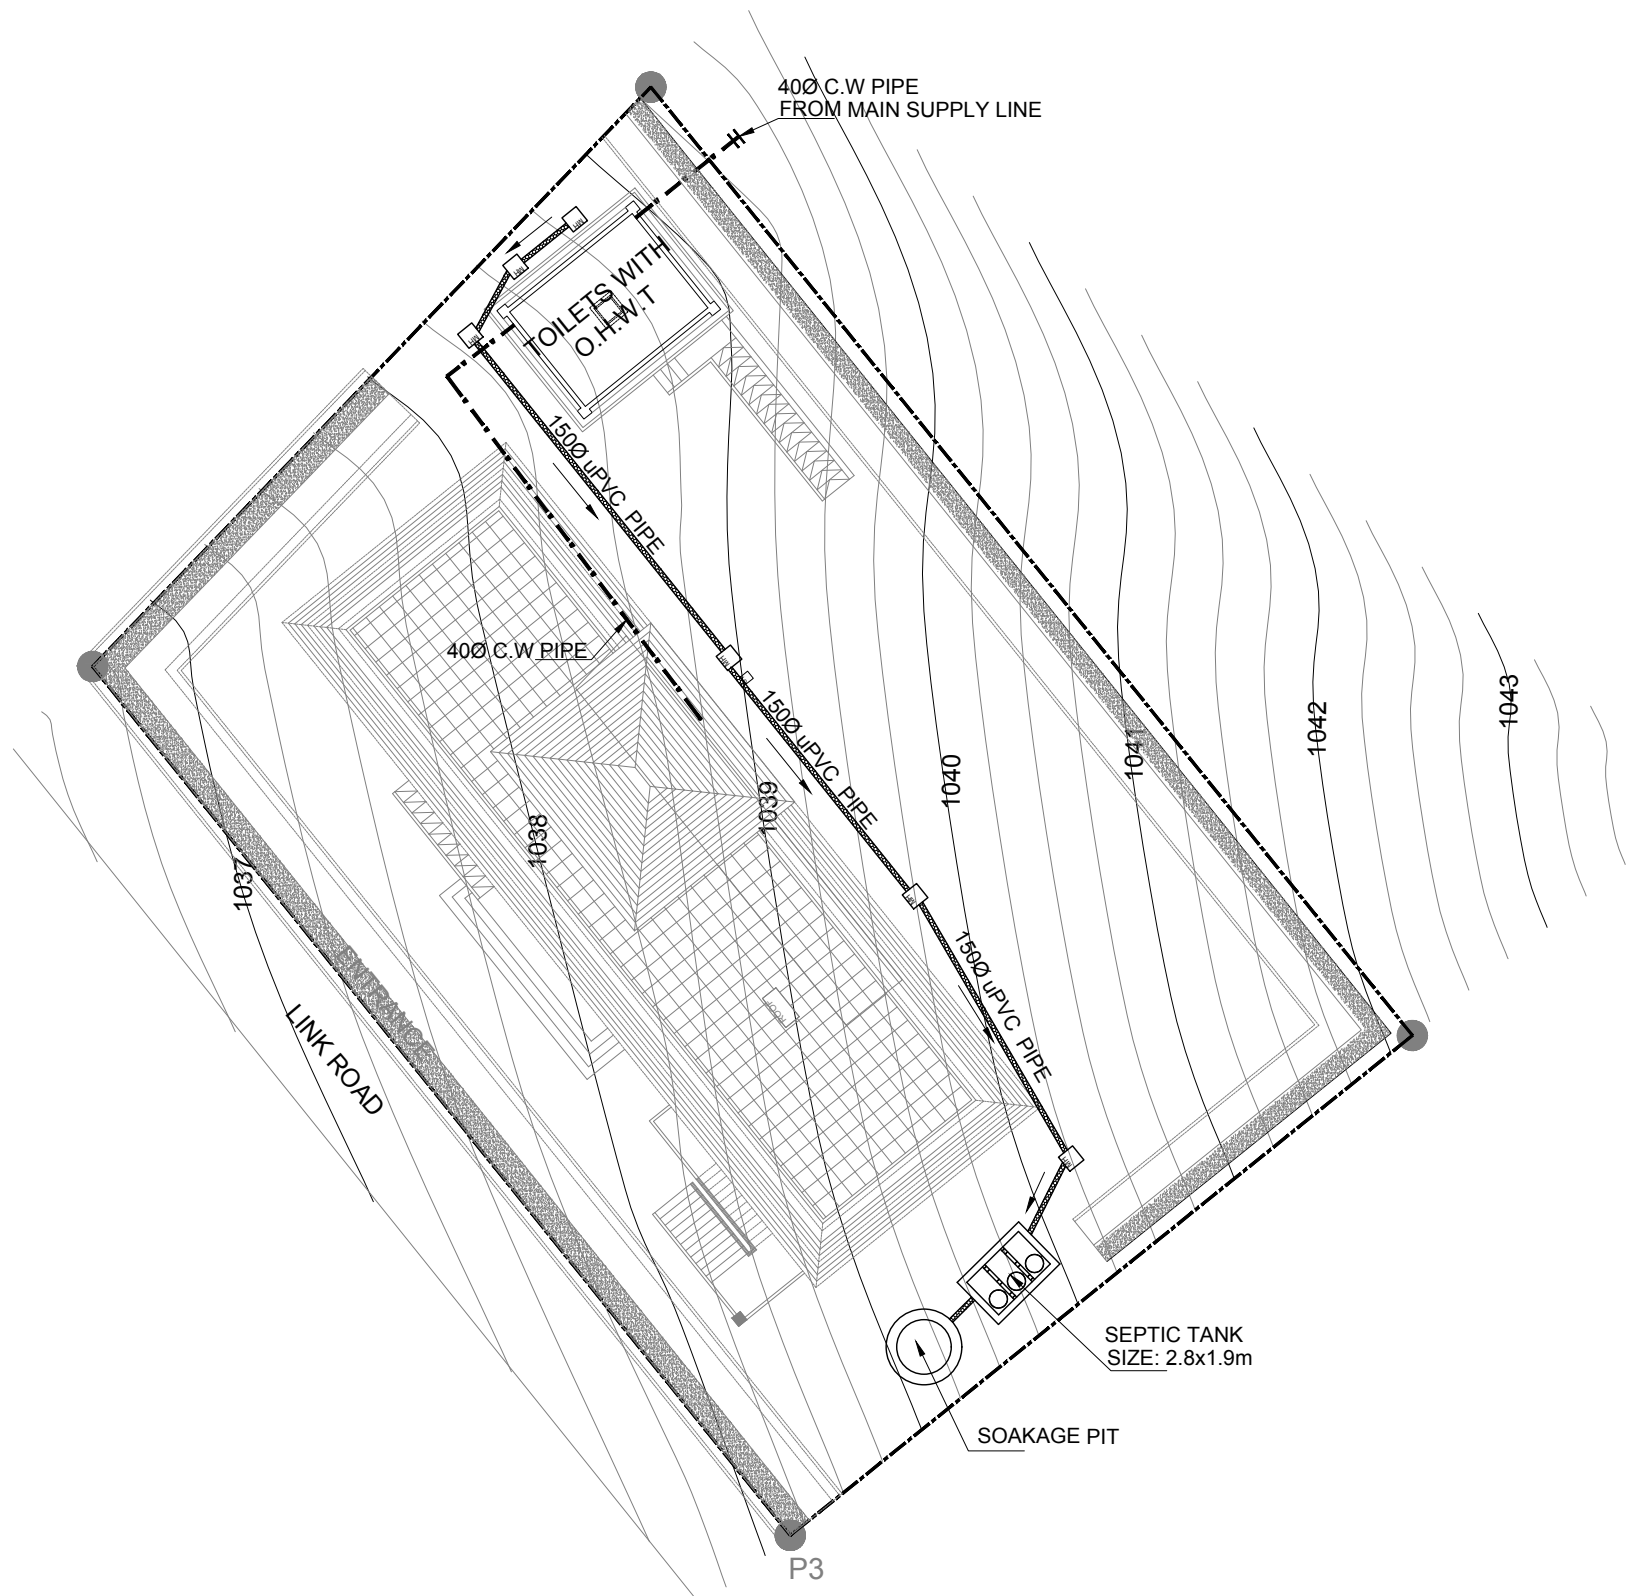 40Ø C.W PIPE
FROM MAIN SUPPLY LINE
TOILETS WITH
O.H.W.T
150Ø uPVC PIPE
40Ø C.W PIPE
150Ø uPVC PIPE
1043
1042
1041
1040
1039
1038
1037
150Ø uPVC PIPE
ENTRANCE
LINK ROAD
SEPTIC TANK
SIZE: 2.8x1.9m
SOAKAGE PIT
P3